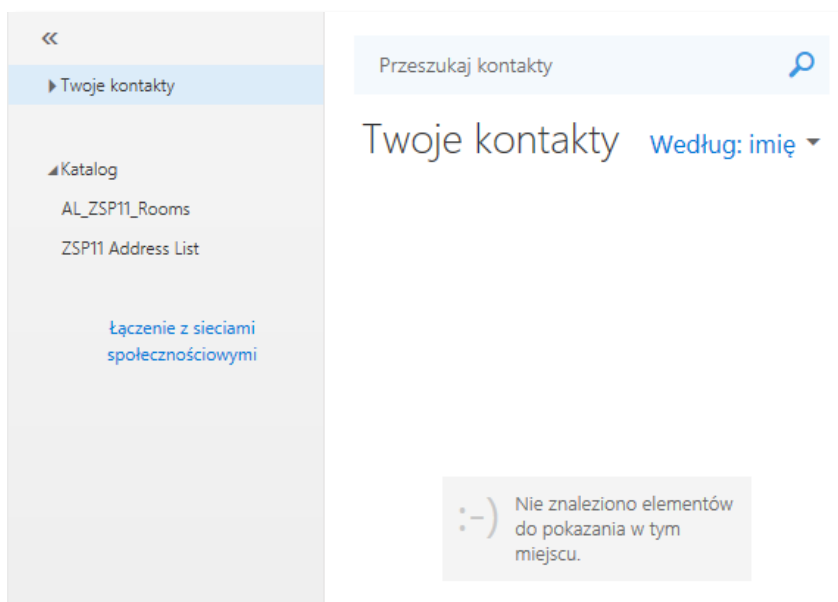 «
Twoje kontakty
Katalog
AL_ZSP11_Rooms
ZSP11 Address List
Łączenie z sieciami
społecznościowymi
Przeszukaj kontakty
Twoje kontakty Według: imię
:-)
Nie znaleziono elementów
do pokazania w tym
miejscu.